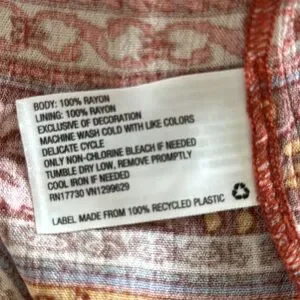 BODY: 100% RAYON
LINING: 100% RAYON
EXCLUSIVE OF DECORATION
MACHINE WASH COLD WITH LIKE COLORS
DELICATE CYCLE
ONLY NON-CHLORINE BLEACH IF NEEDED
TUMBLE DRY LOW, REMOVE PROMPTLY
COOL IRON IF NEEDED
RN17730 VN1299629
LABEL MADE FROM 100% RECYCLED PLASTIC